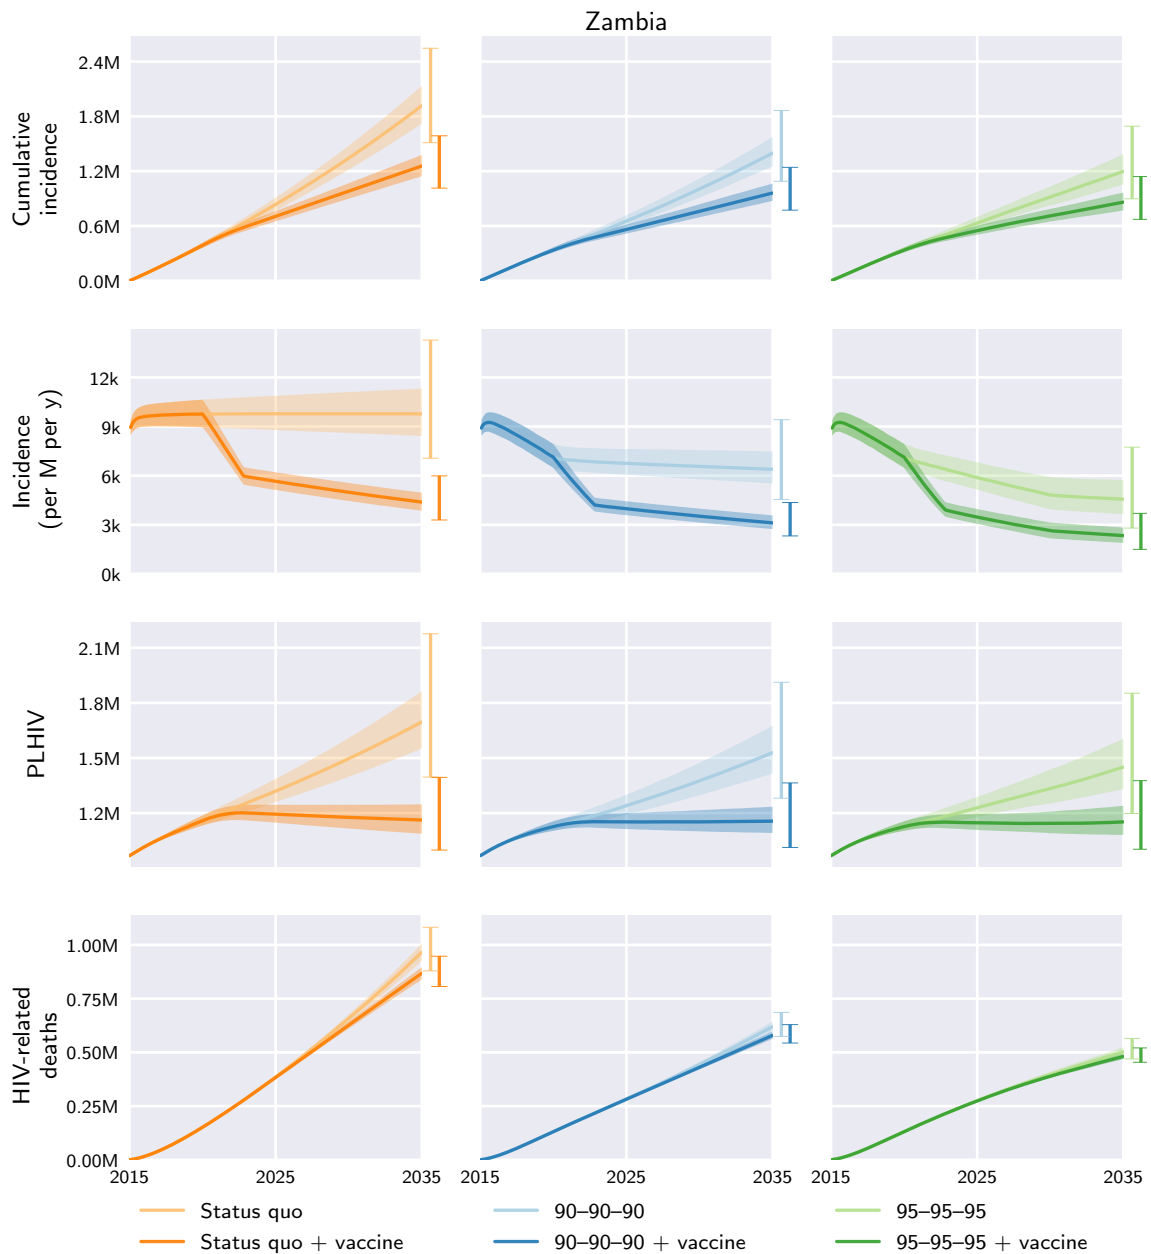 Zambia
Cumulative
incidence
2.4M
1.8M
1.2M
0.6M
0.0M
Incidence
(per M per y)
12k
9k
6k
3k
0k
PLHIV
2.1M
1.8M
1.5M
1.2M
HIV-related
deaths
1.00M
0.75M
0.50M
0.25M
0.00M
2015 2025 2035 2015 2025 2035 2015 2025 2035
Status quo 90–90–90 95–95–95
Status quo + vaccine 90–90–90 + vaccine 95–95–95 + vaccine